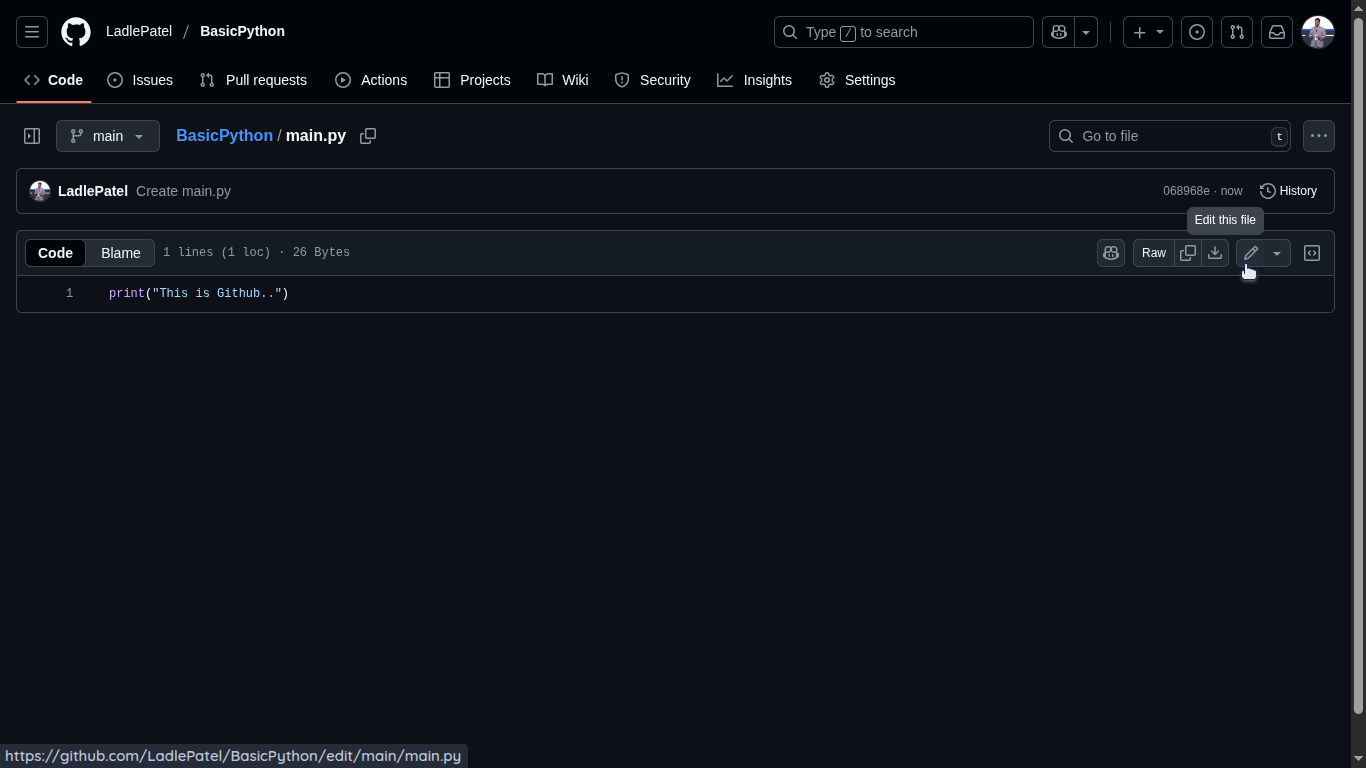 LadlePatel / BasicPython
Type / to search
Code Issues Pull requests Actions Projects Wiki Security Insights Settings
main BasicPython / main.py Go to file t
LadlePatel Create main.py 068968e · now History
Edit this file
Code Blame 1 lines (1 loc) · 26 Bytes Raw
1 print("This is Github..")
https://github.com/LadlePatel/BasicPython/edit/main/main.py